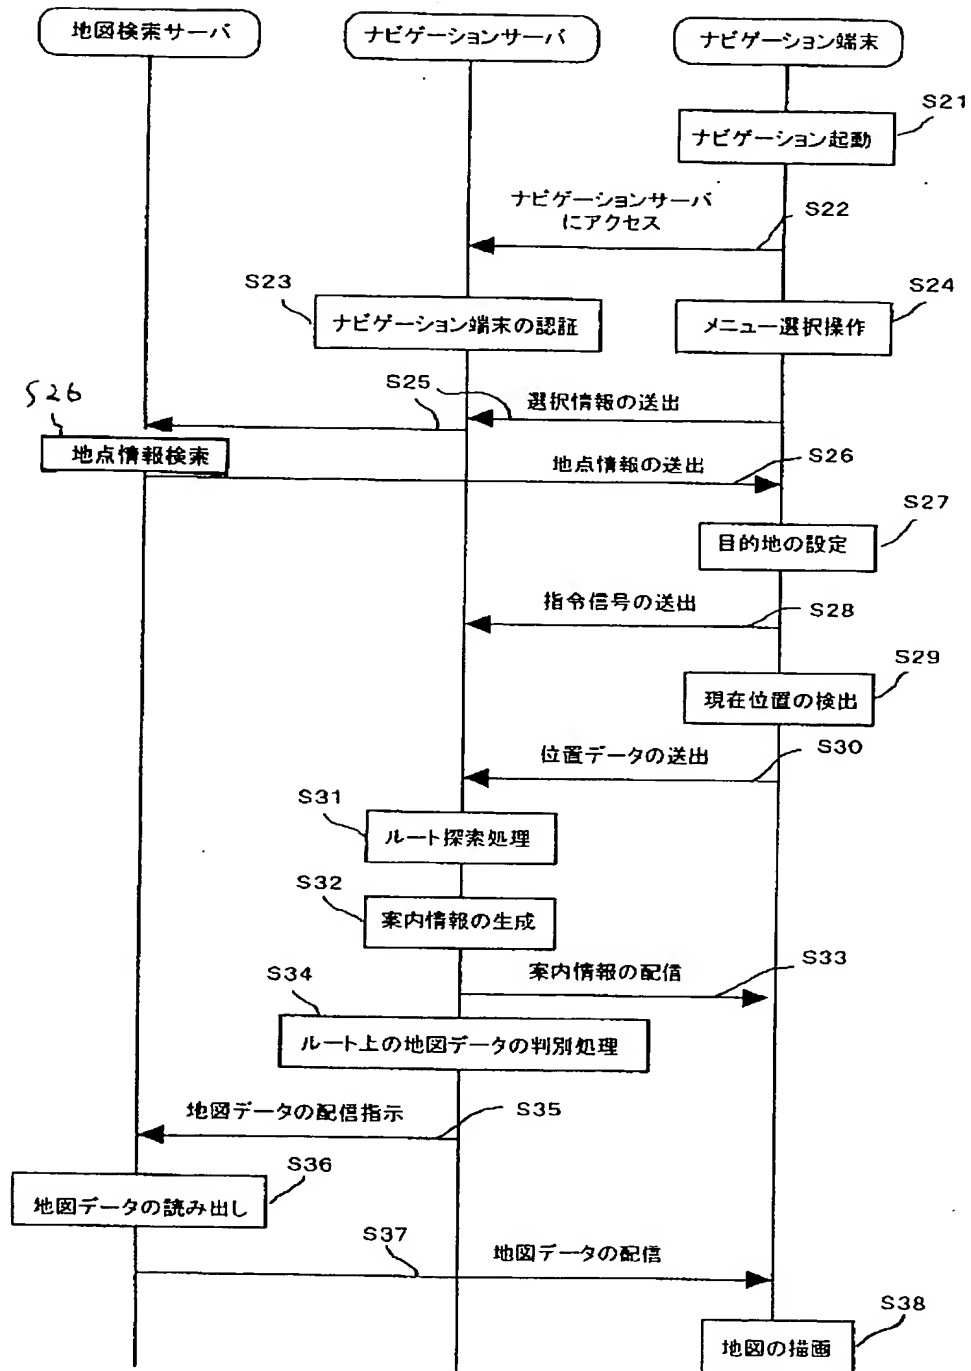 地図検索サーバ
ナビゲーションサーバ
ナビゲーション端末
S21
ナビゲーション起動
ナビゲーションサーバ
にアクセス
S22
S23
ナビゲーション端末の認証
S24
メニュー選択操作
S25
選択情報の送出
S26
地点情報検索
地点情報の送出
S26
S27
目的地の設定
指令信号の送出
S28
S29
現在位置の検出
位置データの送出
S30
S31
ルート探索処理
S32
案内情報の生成
案内情報の配信
S33
S34
ルート上の地図データの判別処理
地図データの配信指示
S35
S36
地図データの読み出し
S37
地図データの配信
S38
地図の描画